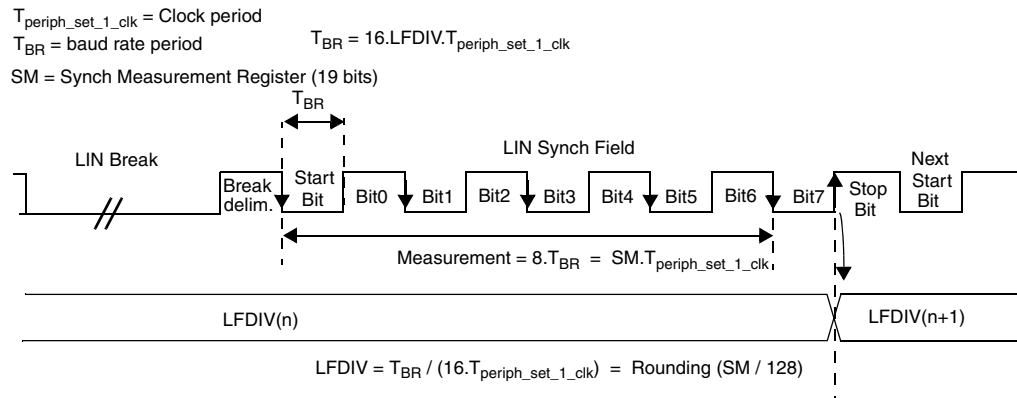 T_periph_set_1_clk = Clock period
T_BR = baud rate period
T_BR = 16.LFDIV.T_periph_set_1_clk
SM = Synch Measurement Register (19 bits)
T_BR
LIN Break
LIN Synch Field
Next
Start
Bit
Break
delim.
Start
Bit
Bit0
Bit1
Bit2
Bit3
Bit4
Bit5
Bit6
Bit7
Stop
Bit
Measurement = 8.T_BR = SM.T_periph_set_1_clk
LFDIV(n)
LFDIV(n+1)
LFDIV = T_BR / (16.T_periph_set_1_clk) = Rounding (SM / 128)